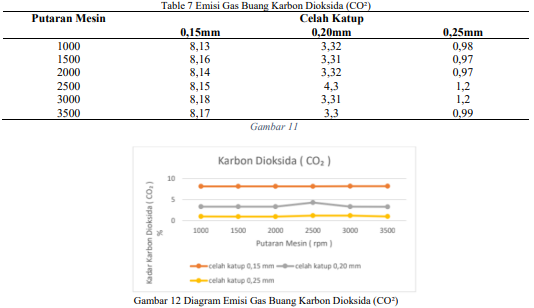 Table 7 Emisi Gas Buang Karbon Dioksida (CO²)
Putaran Mesin Celah Katup
0,15mm 0,20mm 0,25mm
1000 8,13 3,32 0,98
1500 8,16 3,31 0,97
2000 8,14 3,32 0,97
2500 8,15 4,3 1,2
3000 8,18 3,31 1,2
3500 8,17 3,3 0,99
Gambar 11
Karbon Dioksida ( CO₂ )
Kadar Karbon Dioksida ( CO₂ )
%
10
5
0
1000 1500 2000 2500 3000 3500
Putaran Mesin ( rpm )
celah katup 0,15 mm celah katup 0,20 mm
celah katup 0,25 mm
Gambar 12 Diagram Emisi Gas Buang Karbon Dioksida (CO²)